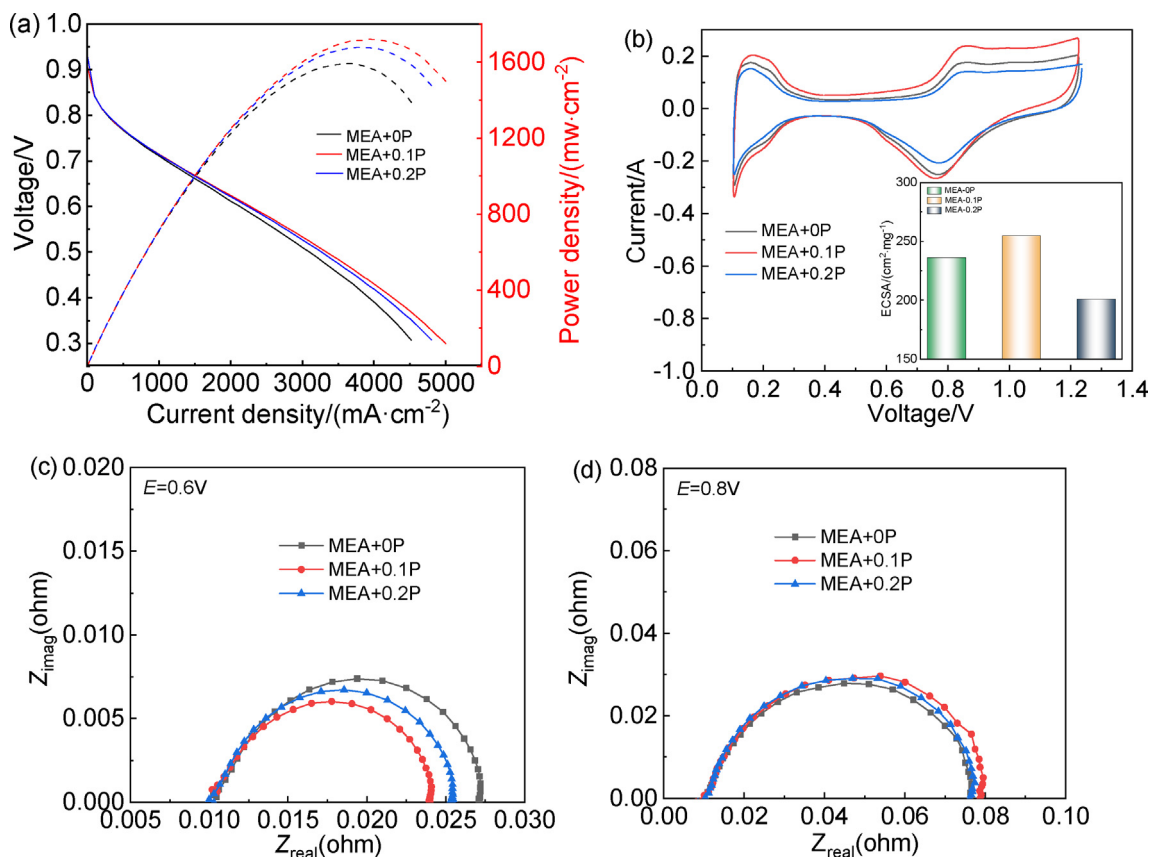 (a)
1.0
0.9
0.8
0.7
0.6
0.5
0.4
0.3
Voltage/V
0
1000
2000
3000
4000
5000
Current density/(mA·cm⁻²)
1600
1200
800
400
0
Power density/(mw·cm⁻²)
MEA+0P
MEA+0.1P
MEA+0.2P
(b)
0.4
0.2
0.0
-0.2
-0.4
-0.6
-0.8
-1.0
Current/A
0.0
0.2
0.4
0.6
0.8
1.0
1.2
1.4
Voltage/V
MEA+0P
MEA+0.1P
MEA+0.2P
300
250
200
150
ECSA/(cm²·mg⁻¹)
MEA-0P
MEA-0.1P
MEA-0.2P
(c)
E=0.6V
0.020
0.015
0.010
0.005
0.000
Z_imag(ohm)
MEA+0P
MEA+0.1P
MEA+0.2P
0.005
0.010
0.015
0.020
0.025
0.030
Z_real(ohm)
(d)
E=0.8V
0.08
0.06
0.04
0.02
0.00
Z_imag(ohm)
MEA+0P
MEA+0.1P
MEA+0.2P
0.00
0.02
0.04
0.06
0.08
0.10
Z_real(ohm)